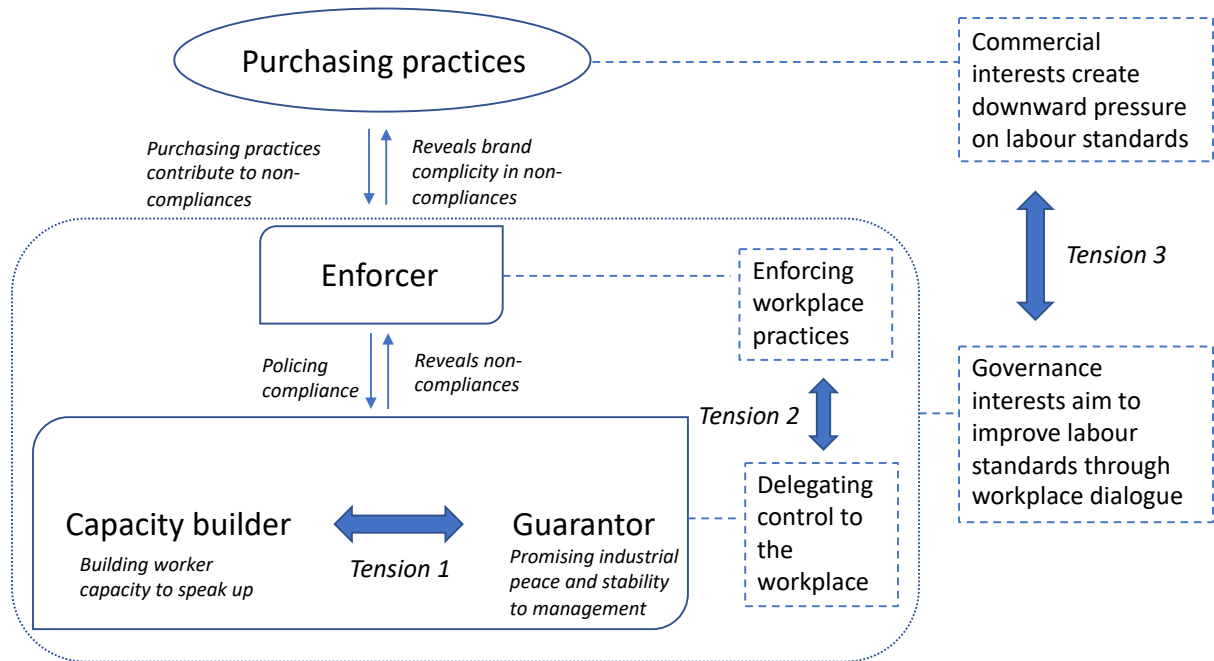 Purchasing practices
Commercial
interests create
downward pressure
on labour standards
Purchasing practices
contribute to non-
compliances
Reveals brand
complicity in non-
compliances
Tension 3
Enforcer
Enforcing
workplace
practices
Policing
compliance
Reveals non-
compliances
Tension 2
Governance
interests aim to
improve labour
standards through
workplace dialogue
Capacity builder
Building worker
capacity to speak up
Tension 1
Guarantor
Promising industrial
peace and stability
to management
Delegating
control to
the
workplace